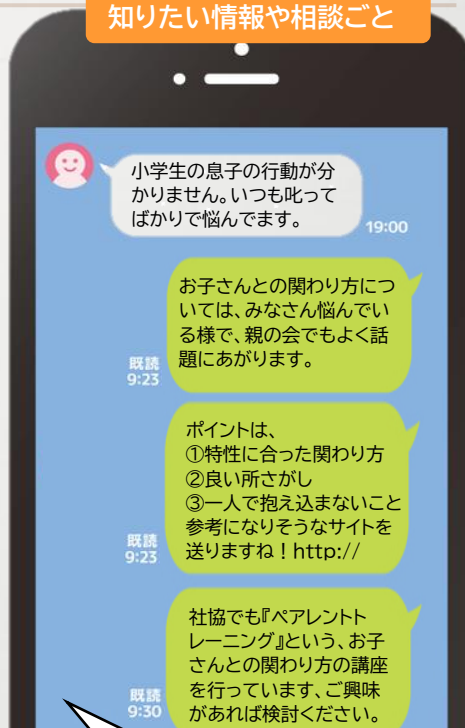 知りたい情報や相談ごと
小学生の息子の行動が分
かりません。いつも叱って
ばかりで悩んでます。
19:00
お子さんとの関わり方につ
いては、みなさん悩んでい
る様で、親の会でもよく話
題にあがります。
既読
9:23
ポイントは、
①特性に合った関わり方
②良い所さがし
③一人で抱え込まないこと
参考になりそうなサイトを
送りますね！http://
既読
9:23
社協でも『ペアレントト
レーニング』という、お子
さんとの関わり方の講座
を行っています、ご興味
があれば検討ください。
既読
9:30